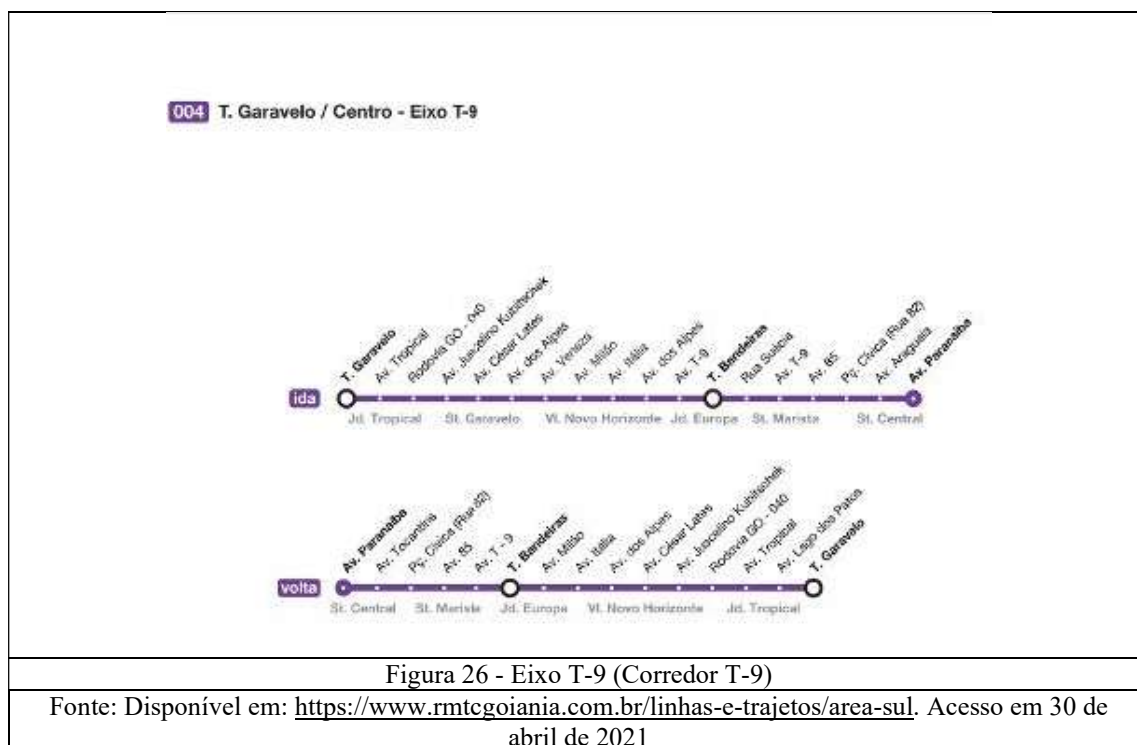 004 T. Garavelo / Centro - Eixo T-9
T. Garavelo
Av. Tropical
Rodovia GO - 040
Av. Juscelino Kubitschek
Av. César Lates
Av. dos Alpes
Av. Veneza
Av. Milão
Av. Itália
Av. dos Alpes
Av. T-9
T. Bandeiras
Rua Suécia
Av. T-9
Av. 85
Pç. Cívica (Rua 82)
Av. Araguaia
Av. Paranaíba
ida
Jd. Tropical St. Garavelo Vl. Novo Horizonte Jd. Europa St. Marista St. Central
Av. Paranaíba
Av. Tocantins
Pç. Cívica (Rua 82)
Av. 85
Av. T - 9
T. Bandeiras
Av. Milão
Av. Itália
Av. dos Alpes
Av. César Lates
Av. Juscelino Kubitschek
Rodovia GO - 040
Av. Tropical
Av. Lago dos Patos
T. Garavelo
volta
St. Central St. Marista Jd. Europa Vl. Novo Horizonte Jd. Tropical
Figura 26 - Eixo T-9 (Corredor T-9)
Fonte: Disponível em: https://www.rmtcgoiania.com.br/linhas-e-trajetos/area-sul. Acesso em 30 de
abril de 2021